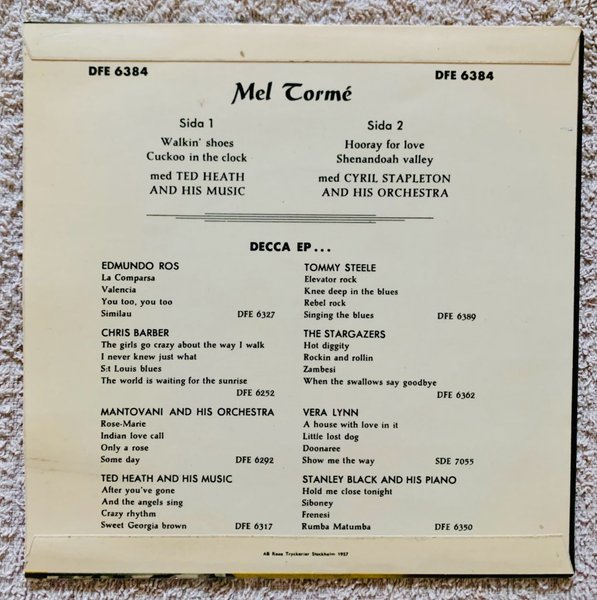 DFE 6384
DFE 6384
Mel Tormé
Sida 1
Walkin' shoes
Cuckoo in the clock
med TED HEATH
AND HIS MUSIC
Sida 2
Hooray for love
Shenandoah valley
med CYRIL STAPLETON
AND HIS ORCHESTRA
DECCA EP...
EDMUNDO ROS
La Comparsa
Valencia
You too, you too
Similau DFE 6327
CHRIS BARBER
The girls go crazy about the way I walk
I never knew just what
S:t Louis blues
The world is waiting for the sunrise
DFE 6252
MANTOVANI AND HIS ORCHESTRA
Rose-Marie
Indian love call
Only a rose
Some day DFE 6292
TED HEATH AND HIS MUSIC
After you've gone
And the angels sing
Crazy rhythm
Sweet Georgia brown DFE 6317
TOMMY STEELE
Elevator rock
Knee deep in the blues
Rebel rock
Singing the blues DFE 6389
THE STARGAZERS
Hot diggity
Rockin and rollin
Zambesi
When the swallows say goodbye
DFE 6362
VERA LYNN
A house with love in it
Little lost dog
Doonaree
Show me the way SDE 7055
STANLEY BLACK AND HIS PIANO
Hold me close tonight
Siboney
Frenesi
Rumba Matumba DFE 6350
AB Rosa Tryckerier Stockholm 1957